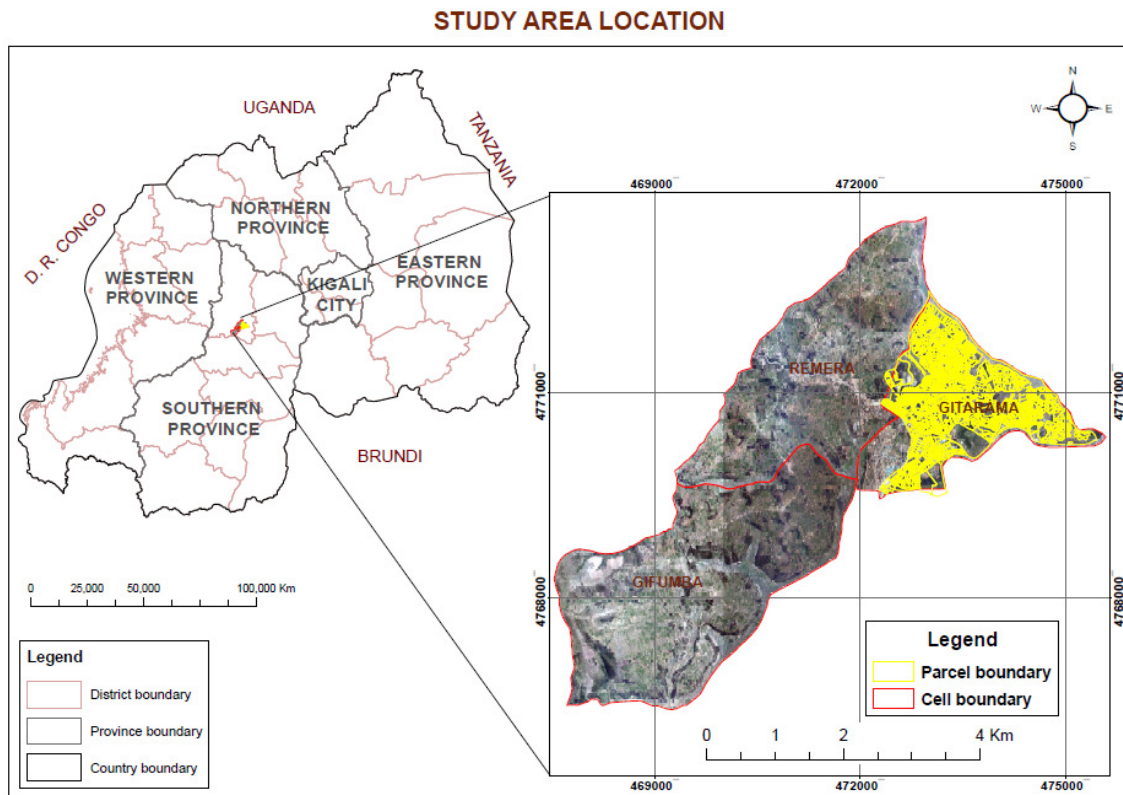 STUDY AREA LOCATION
N
W
E
S
UGANDA
TANZANIA
D. R. CONGO
NORTHERN
PROVINCE
WESTERN
PROVINCE
KIGALI
CITY
EASTERN
PROVINCE
SOUTHERN
PROVINCE
BRUNDI
0 25,000 50,000 100,000 Km
Legend
District boundary
Province boundary
Country boundary
469000 472000 475000
4771000 4771000
4768000 4768000
REMERA
GITARAMA
GIFUMBA
Legend
Parcel boundary
Cell boundary
0 1 2 4 Km
469000 472000 475000